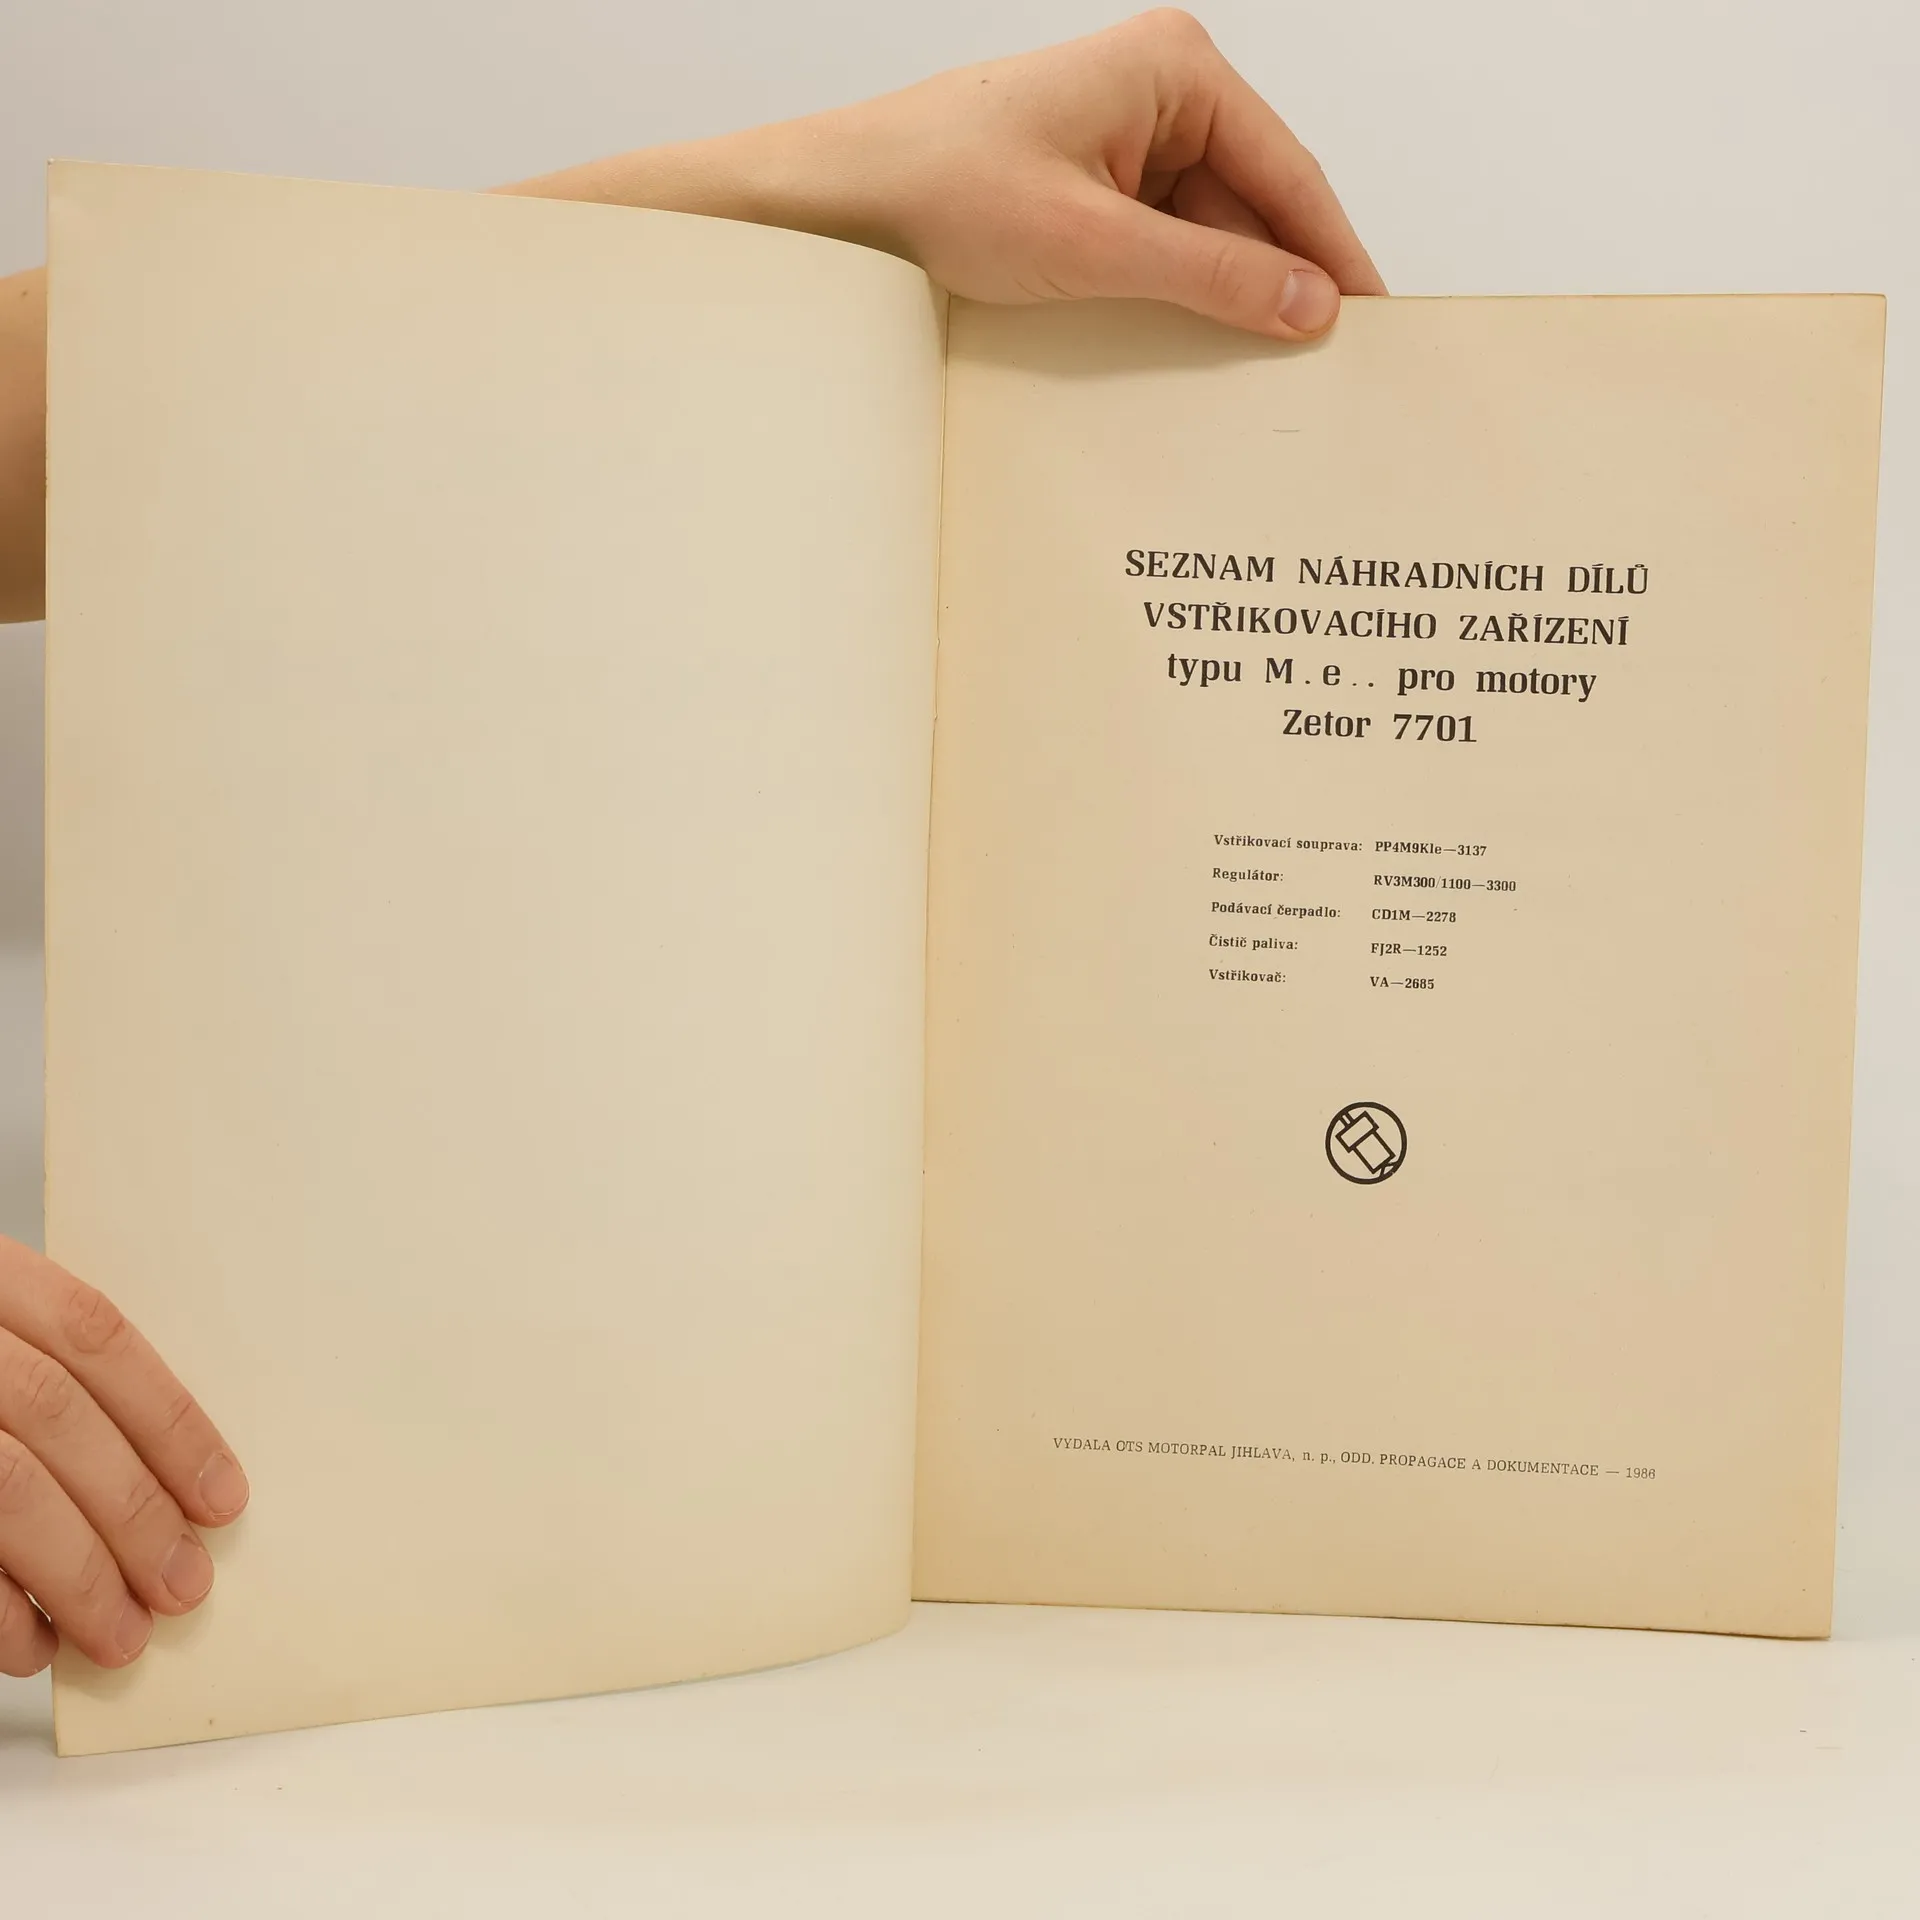 SEZNAM NÁHRADNÍCH DÍLŮ
VSTŘIKOVACÍHO ZAŘÍZENÍ
typu M . e . . pro motory
Zetor 7701
Vstřikovací souprava: PP4M9Kle—3137
Regulátor: RV3M300/1100—3300
Podávací čerpadlo: CD1M—2278
Čistič paliva: FJ2R—1252
Vstřikovač: VA—2685
VYDALA OTS MOTORPAL JIHLAVA, n. p., ODD. PROPAGACE A DOKUMENTACE — 1986